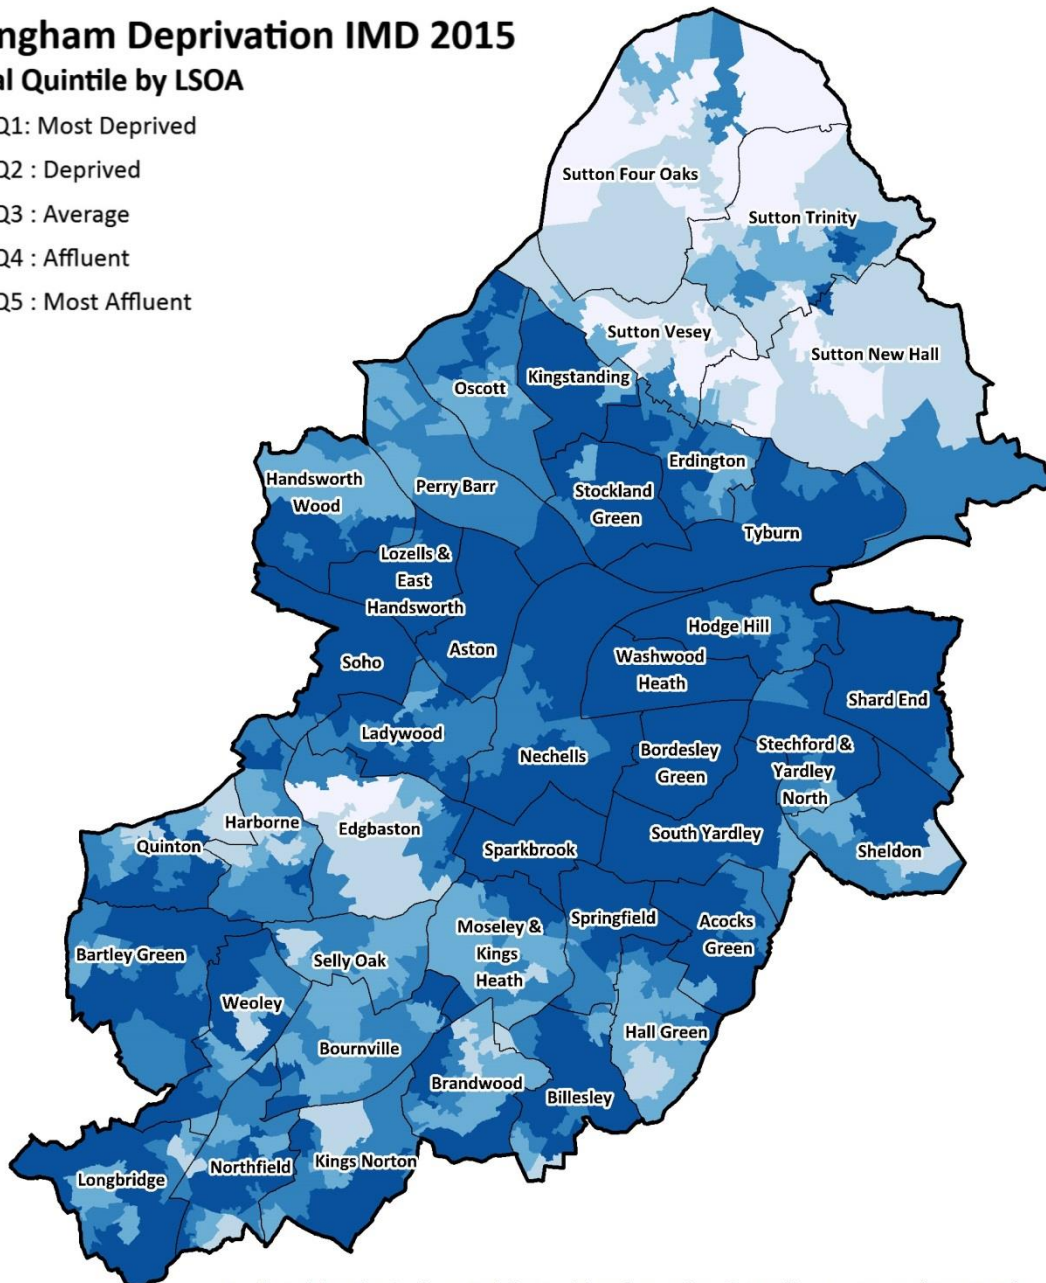 ngham Deprivation IMD 2015
al Quintile by LSOA
Q1: Most Deprived
Q2 : Deprived
Q3 : Average
Q4 : Affluent
Q5 : Most Affluent
Sutton Four Oaks
Sutton Trinity
Sutton Vesey
Sutton New Hall
Kingstanding
Oscott
Erdington
Handsworth
Wood
Perry Barr
Stockland
Green
Tyburn
Lozells &
East
Handsworth
Hodge Hill
Aston
Washwood
Heath
Soho
Shard End
Ladywood
Nechells
Bordesley
Green
Stechford &
Yardley
North
Harborne
Edgbaston
South Yardley
Quinton
Sparkbrook
Sheldon
Moseley &
Kings
Heath
Springfield
Acocks
Green
Bartley Green
Selly Oak
Weoley
Hall Green
Bournville
Brandwood
Billesley
Longbridge
Northfield
Kings Norton